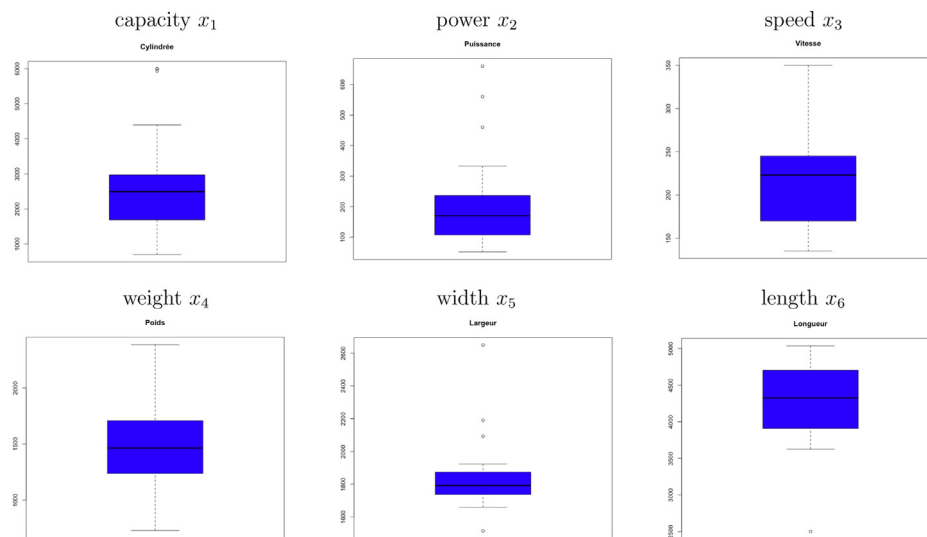 capacity x₁
power x₂
speed x₃
Cylindrée
Puissance
Vitesse
6000
5000
4000
3000
2000
1000
600
500
400
300
200
100
350
300
250
200
150
weight x₄
width x₅
length x₆
Poids
Largeur
Longueur
2000
1500
1000
2600
2400
2200
2000
1800
1600
5000
4500
4000
3500
3000
2500